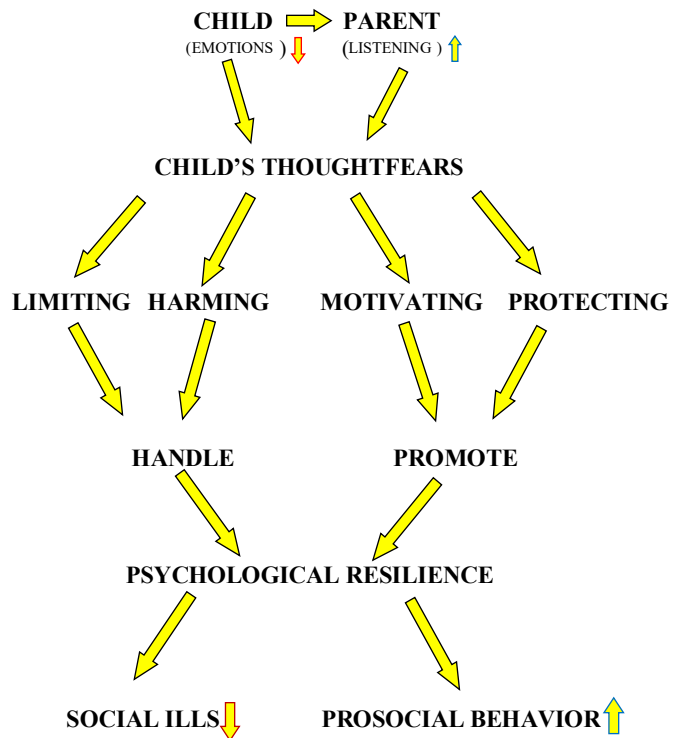 CHILD PARENT
(EMOTIONS ) (LISTENING )
CHILD'S THOUGHTFEARS
LIMITING HARMING MOTIVATING PROTECTING
HANDLE PROMOTE
PSYCHOLOGICAL RESILIENCE
SOCIAL ILLS PROSOCIAL BEHAVIOR